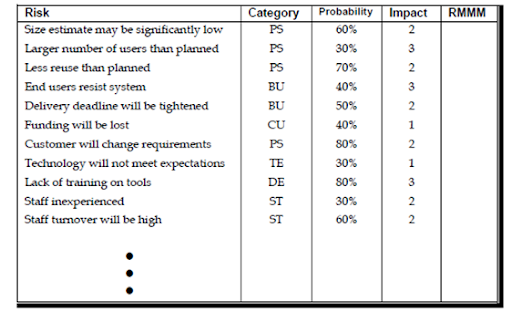 Risk Category Probability Impact RMMM
Size estimate may be significantly low PS 60% 2
Larger number of users than planned PS 30% 3
Less reuse than planned PS 70% 2
End users resist system BU 40% 3
Delivery deadline will be tightened BU 50% 2
Funding will be lost CU 40% 1
Customer will change requirements PS 80% 2
Technology will not meet expectations TE 30% 1
Lack of training on tools DE 80% 3
Staff inexperienced ST 30% 2
Staff turnover will be high ST 60% 2